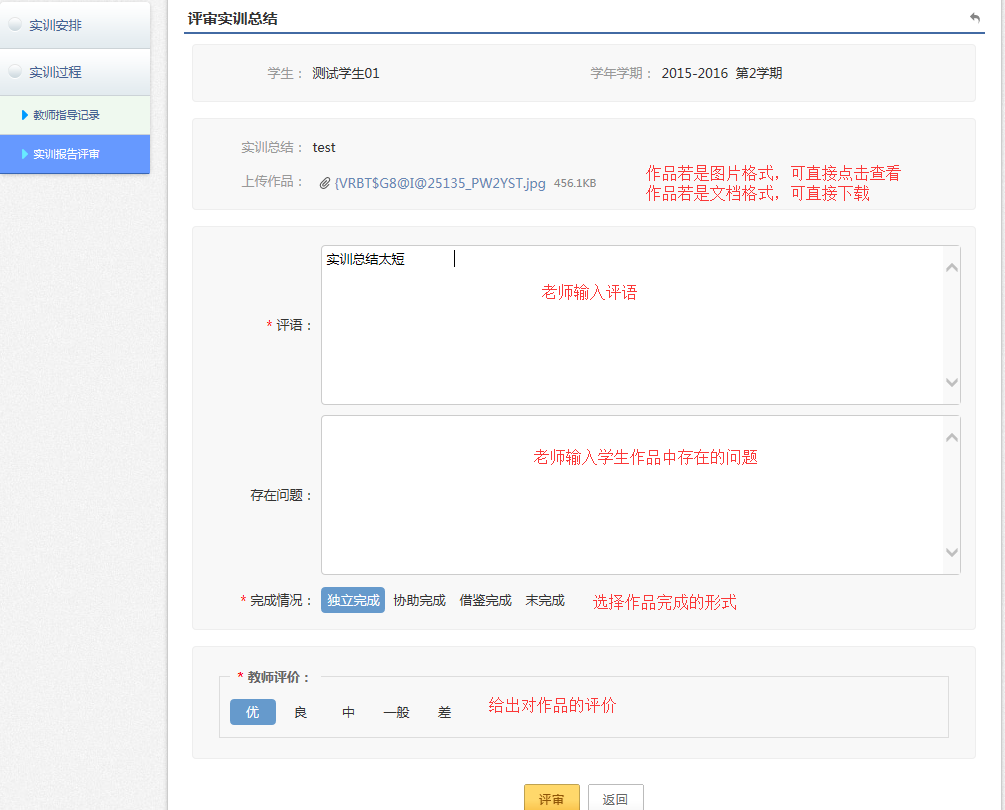 实训安排
实训过程
教师指导记录
实训报告评审
评审实训总结
学生： 测试学生01 学年学期： 2015-2016 第2学期
实训总结： test
上传作品： {VRBT$G8@I@25135_PW2YST.jpg 456.1KB
作品若是图片格式，可直接点击查看
作品若是文档格式，可直接下载
* 评语： 实训总结太短
老师输入评语
存在问题：
老师输入学生作品中存在的问题
* 完成情况： 独立完成 协助完成 借鉴完成 末完成 选择作品完成的形式
* 教师评价：
优 良 中 一般 差 给出对作品的评价
评审 返回